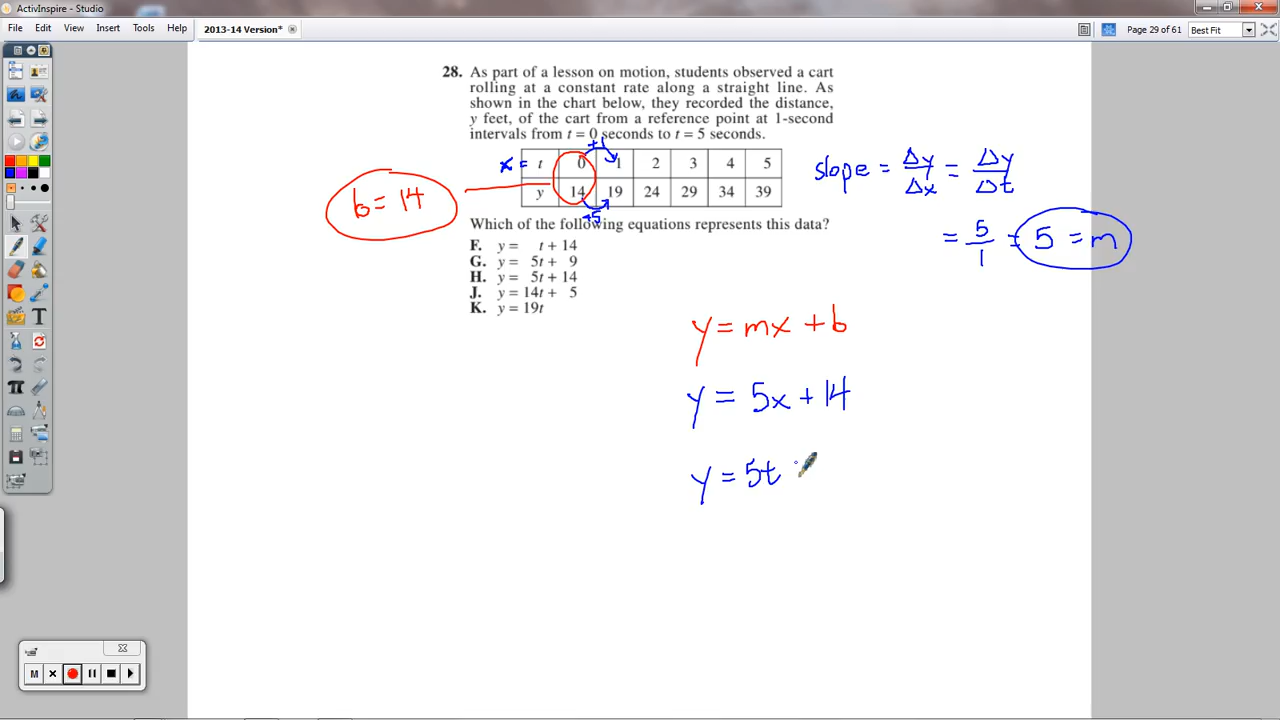 ActivInspire - Studio
File Edit View Insert Tools Help
2013-14 Version*
Page 29 of 61
Best Fit
28. As part of a lesson on motion, students observed a cart
rolling at a constant rate along a straight line. As
shown in the chart below, they recorded the distance,
y feet, of the cart from a reference point at 1-second
intervals from t = 0 seconds to t = 5 seconds.
+1
x = t 0 1 2 3 4 5
y 14 19 24 29 34 39
+5
b = 14
slope = Δy/Δx = Δy/Δt
= 5/1 = 5 = m
Which of the following equations represents this data?
F. y = t + 14
G. y = 5t + 9
H. y = 5t + 14
J. y = 14t + 5
K. y = 19t
y = mx + b
y = 5x + 14
y = 5t
M